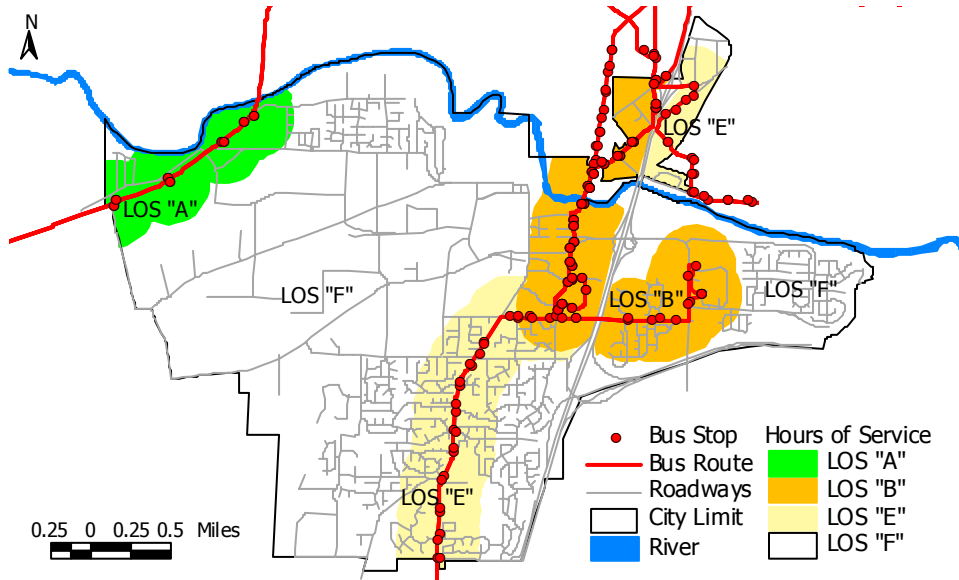 N
LOS "E"
LOS "A"
LOS "F"
LOS "B"
LOS "F"
LOS "E"
Bus Stop
Bus Route
Roadways
City Limit
River
Hours of Service
LOS "A"
LOS "B"
LOS "E"
LOS "F"
0.25 0 0.25 0.5 Miles